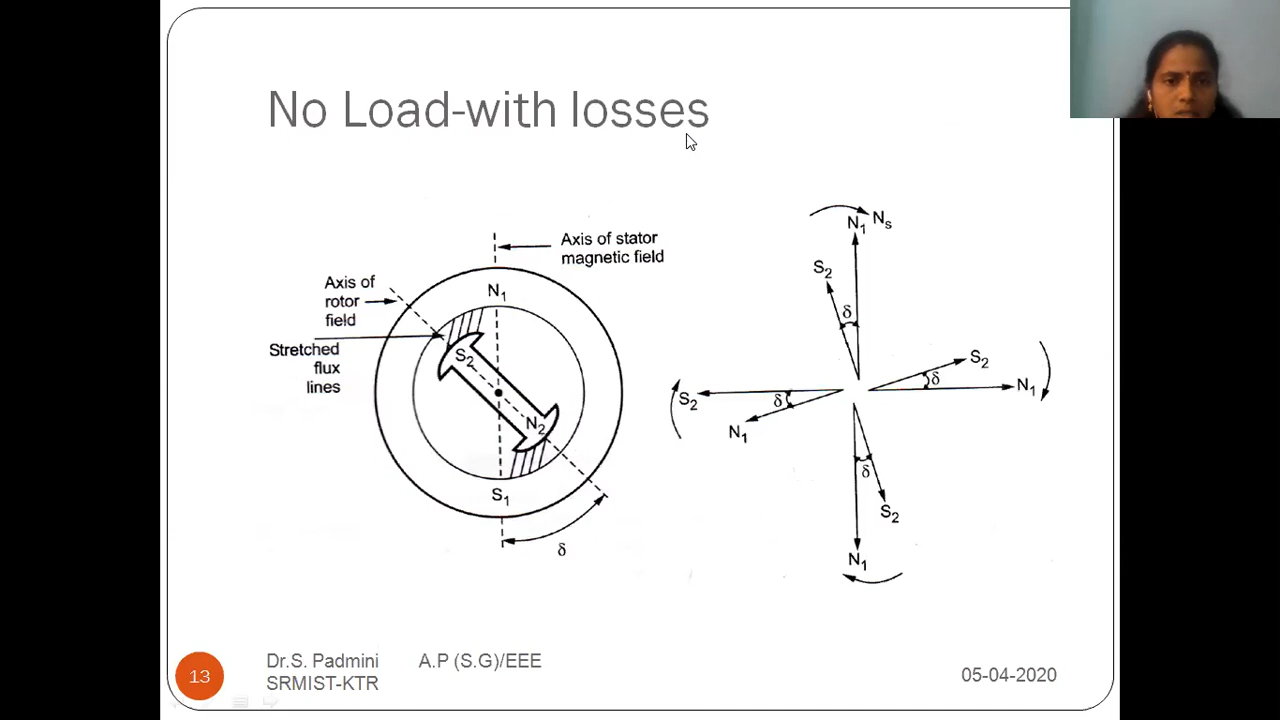 No Load-with losses
Axis of stator
magnetic field
Axis of
rotor
field
Stretched
flux
lines
N1
S2
N2
S1
δ
N1 Ns
S2
δ
S2
δ
N1
S2
δ
N1
δ
S2
N1
13
Dr.S. Padmini A.P (S.G)/EEE
SRMIST-KTR
05-04-2020